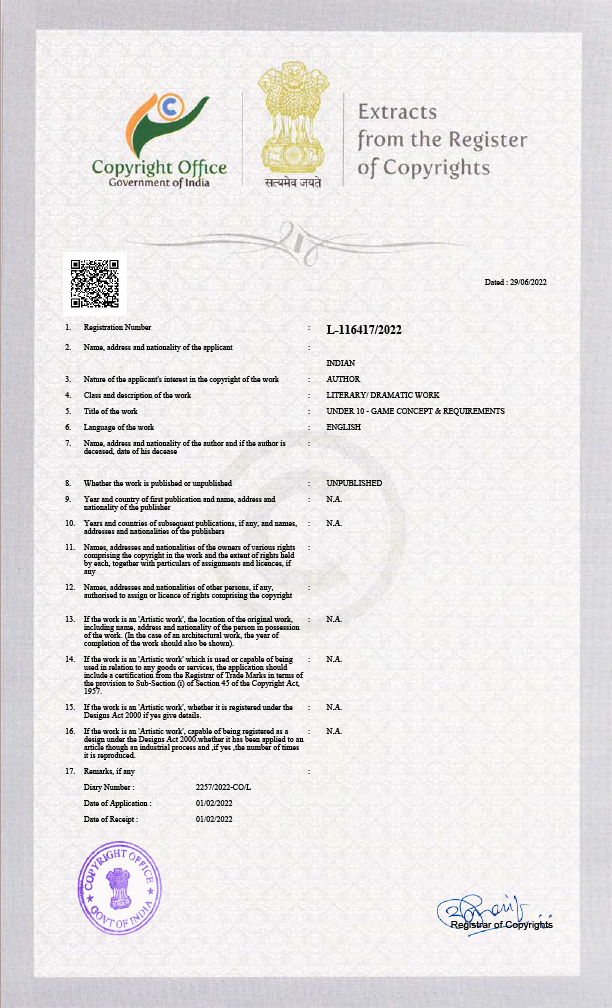 Copyright Office
Government of India
सत्यमेव जयते
Extracts
from the Register
of Copyrights
Dated : 29/06/2022
1. Registration Number : L-116417/2022
2. Name, address and nationality of the applicant :
INDIAN
3. Nature of the applicant's interest in the copyright of the work : AUTHOR
4. Class and description of the work : LITERARY/ DRAMATIC WORK
5. Title of the work : UNDER 10 - GAME CONCEPT & REQUIREMENTS
6. Language of the work : ENGLISH
7. Name, address and nationality of the author and if the author is :
deceased, date of his decease
8. Whether the work is published or unpublished : UNPUBLISHED
9. Year and country of first publication and name, address and : N.A.
nationality of the publisher
10. Years and countries of subsequent publications, if any, and names, : N.A.
addresses and nationalities of the publishers
11. Names, addresses and nationalities of the owners of various rights :
comprising the copyright in the work and the extent of rights held
by each, together with particulars of assignments and licences, if
any
12. Names, addresses and nationalities of other persons, if any, :
authorised to assign or licence of rights comprising the copyright
13. If the work is an 'Artistic work', the location of the original work, : N.A.
including name, address and nationality of the person in possession
of the work. (In the case of an architectural work, the year of
completion of the work should also be shown).
14. If the work is an 'Artistic work' which is used or capable of being : N.A.
used in relation to any goods or services, the application should
include a certification from the Registrar of Trade Marks in terms of
the provision to Sub-Section (i) of Section 45 of the Copyright Act,
1957.
15. If the work is an 'Artistic work', whether it is registered under the : N.A.
Designs Act 2000 if yes give details.
16. If the work is an 'Artistic work', capable of being registered as a : N.A.
design under the Designs Act 2000.whether it has been applied to an
article though an industrial process and ,if yes ,the number of times
it is reproduced.
17. Remarks, if any :
Diary Number : 2257/2022-CO/L
Date of Application : 01/02/2022
Date of Receipt : 01/02/2022
COPYRIGHT OFFICE
GOVT OF INDIA
Registrar of Copyrights